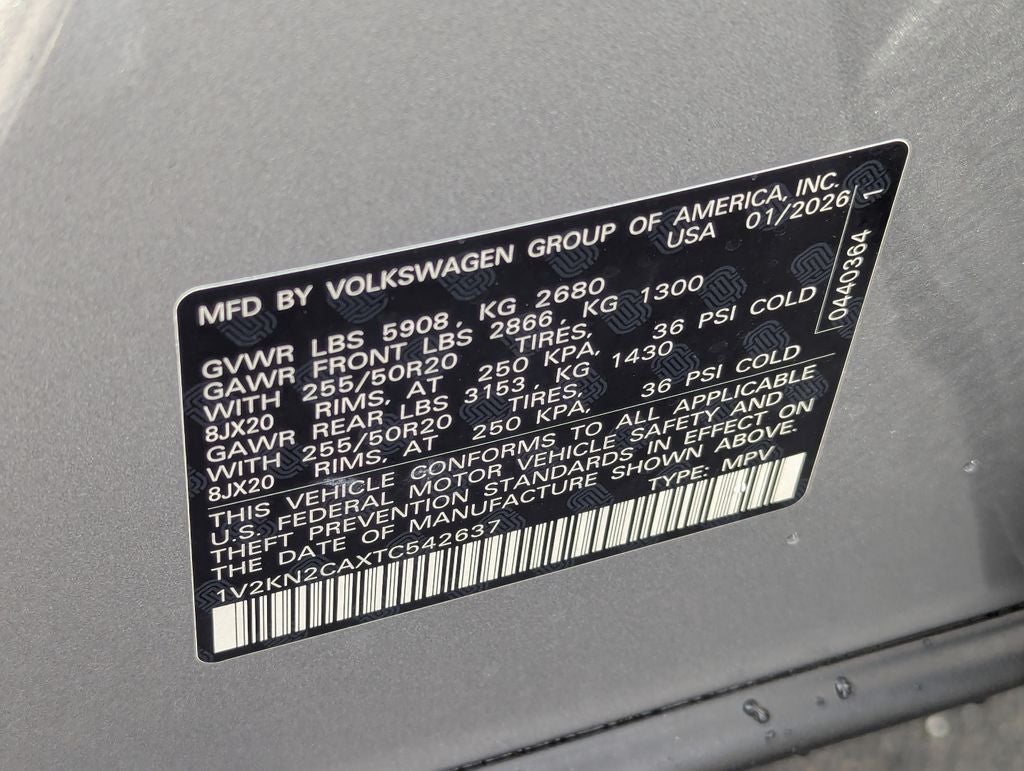 MFD BY VOLKSWAGEN GROUP OF AMERICA, INC.
USA 01/2026
GVWR LBS 5908, KG 2680
GAWR FRONT LBS 2866, KG 1300
WITH 255/50R20 TIRES,
8JX20 RIMS, AT 250 KPA, 36 PSI COLD
GAWR REAR LBS 3153, KG 1430
WITH 255/50R20 TIRES,
8JX20 RIMS, AT 250 KPA, 36 PSI COLD
THIS VEHICLE CONFORMS TO ALL APPLICABLE
U.S. FEDERAL MOTOR VEHICLE SAFETY AND
THEFT PREVENTION STANDARDS IN EFFECT ON
THE DATE OF MANUFACTURE SHOWN ABOVE.
1V2KN2CAXTC542637 TYPE: MPV
0440364 1